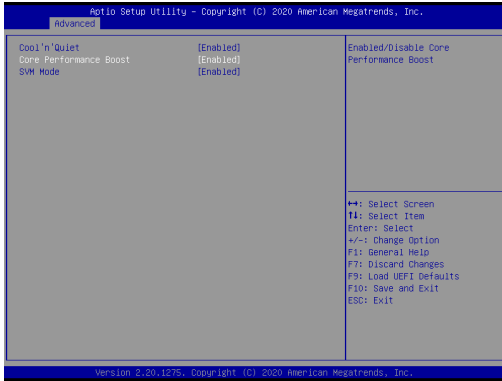 Aptio Setup Utility – Copyright (C) 2020 American Megatrends, Inc.
Advanced
Cool'n'Quiet [Enabled]
Core Performance Boost [Enabled]
SVM Mode [Enabled]
Enabled/Disable Core
Performance Boost
↔: Select Screen
↑↓: Select Item
Enter: Select
+/-: Change Option
F1: General Help
F7: Discard Changes
F9: Load UEFI Defaults
F10: Save and Exit
ESC: Exit
Version 2.20.1275. Copyright (C) 2020 American Megatrends, Inc.